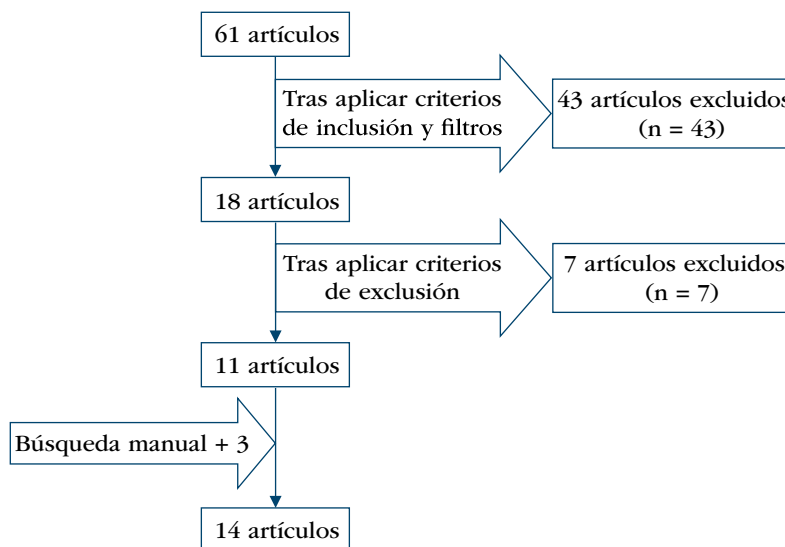 61 artículos
Tras aplicar criterios
de inclusión y filtros
43 artículos excluidos
(n = 43)
18 artículos
Tras aplicar criterios
de exclusión
7 artículos excluidos
(n = 7)
11 artículos
Búsqueda manual + 3
14 artículos